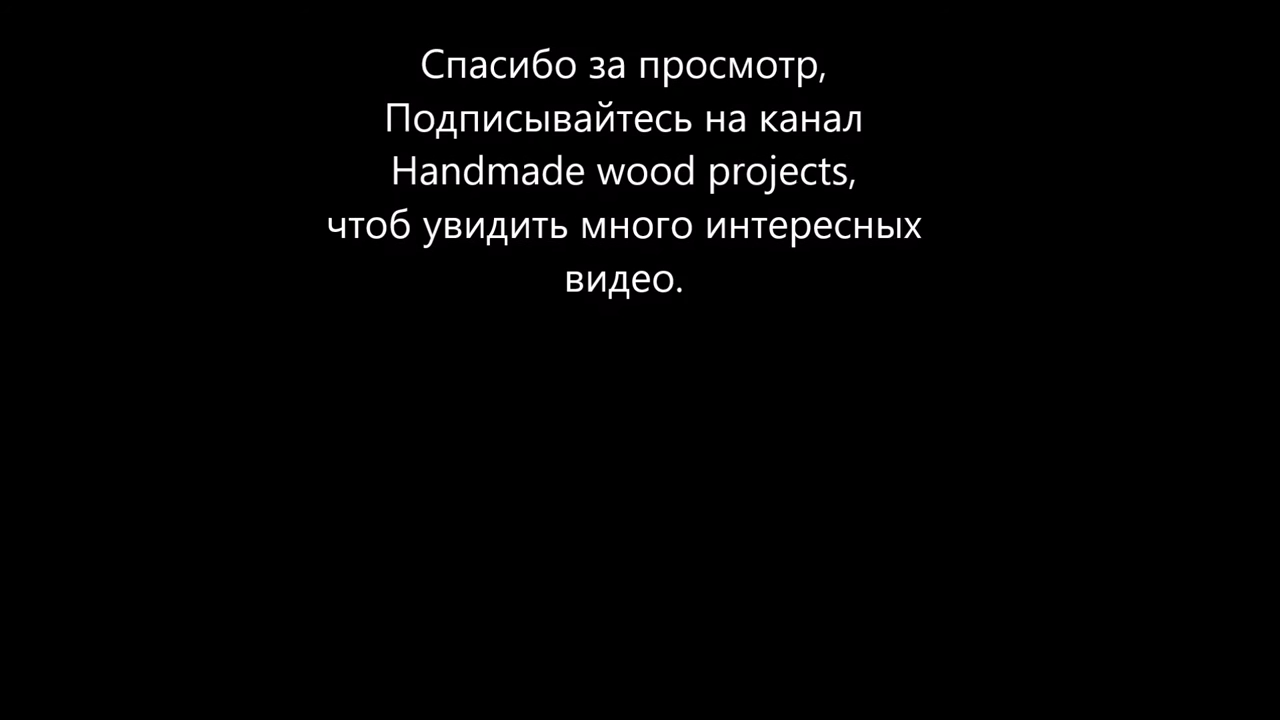 Спасибо за просмотр,
Подписывайтесь на канал
Handmade wood projects,
чтоб увидить много интересных
видео.